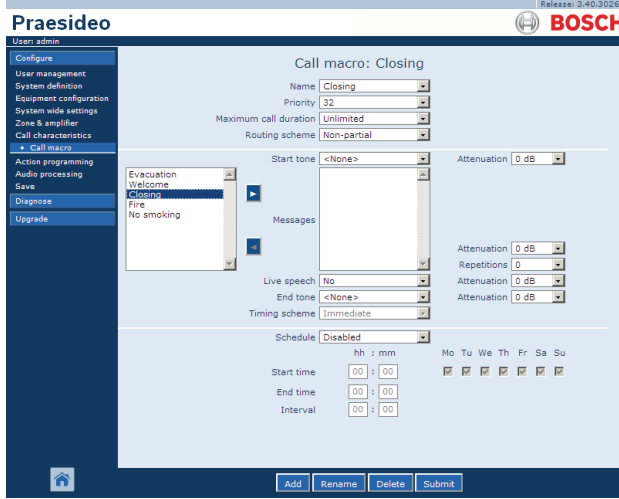 Release: 3.40.3026
Praesideo
BOSCH
User: admin
Configure
User management
System definition
Equipment configuration
System wide settings
Zone & amplifier
Call characteristics
• Call macro
Action programming
Audio processing
Save
Diagnose
Upgrade
Call macro: Closing
Name Closing
Priority 32
Maximum call duration Unlimited
Routing scheme Non-partial
Start tone <None> Attenuation 0 dB
Evacuation
Welcome
Closing
Fire
No smoking
Messages
Attenuation 0 dB
Repetitions 0
Live speech No Attenuation 0 dB
End tone <None> Attenuation 0 dB
Timing scheme Immediate
Schedule Disabled
hh : mm Mo Tu We Th Fr Sa Su
Start time 00 : 00
End time 00 : 00
Interval 00 : 00
Add Rename Delete Submit